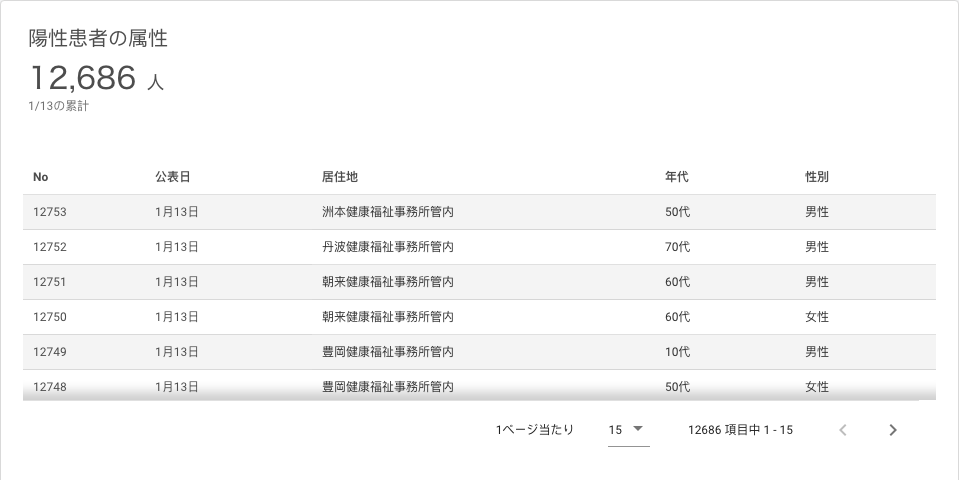 陽性患者の属性
12,686 人
1/13の累計
No 公表日 居住地 年代 性別
12753 1月13日 洲本健康福祉事務所管内 50代 男性
12752 1月13日 丹波健康福祉事務所管内 70代 男性
12751 1月13日 朝来健康福祉事務所管内 60代 男性
12750 1月13日 朝来健康福祉事務所管内 60代 女性
12749 1月13日 豊岡健康福祉事務所管内 10代 男性
12748 1月13日 豊岡健康福祉事務所管内 50代 女性
1ページ当たり 15 12686 項目中 1 - 15